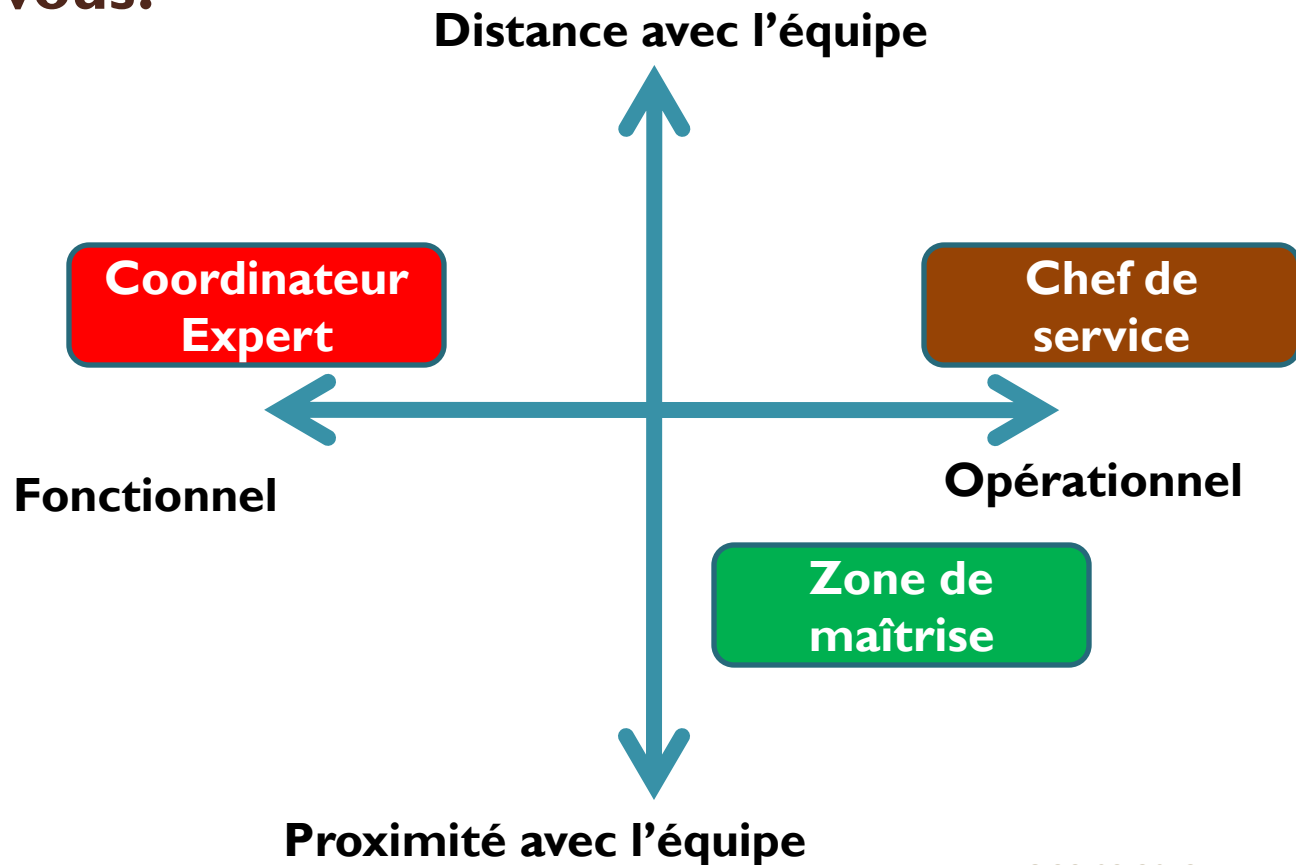 vous.
Distance avec l’équipe
Coordinateur
Expert
Chef de
service
Fonctionnel
Opérationnel
Zone de
maîtrise
Proximité avec l’équipe